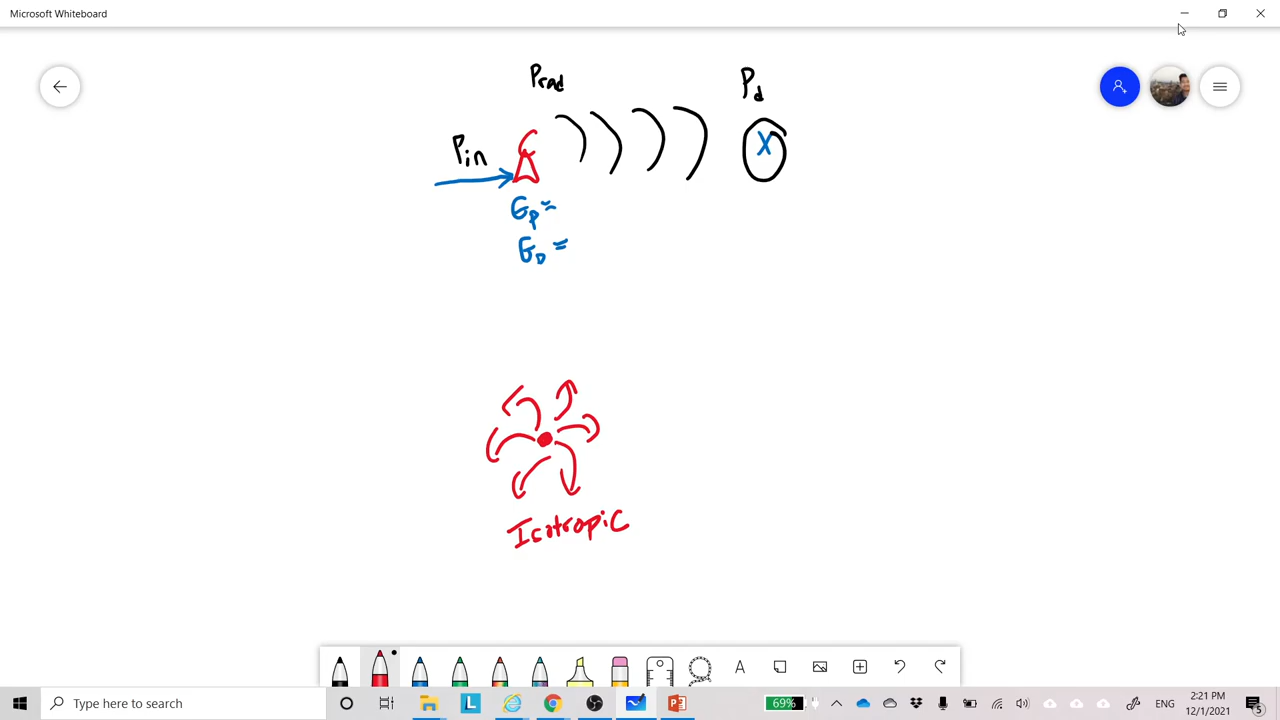 Microsoft Whiteboard
Prad
Pd
Pin
X
Gp =
GD =
Isotropic
A
Type here to search
L
69%
ENG
2:21 PM
12/1/2021
5